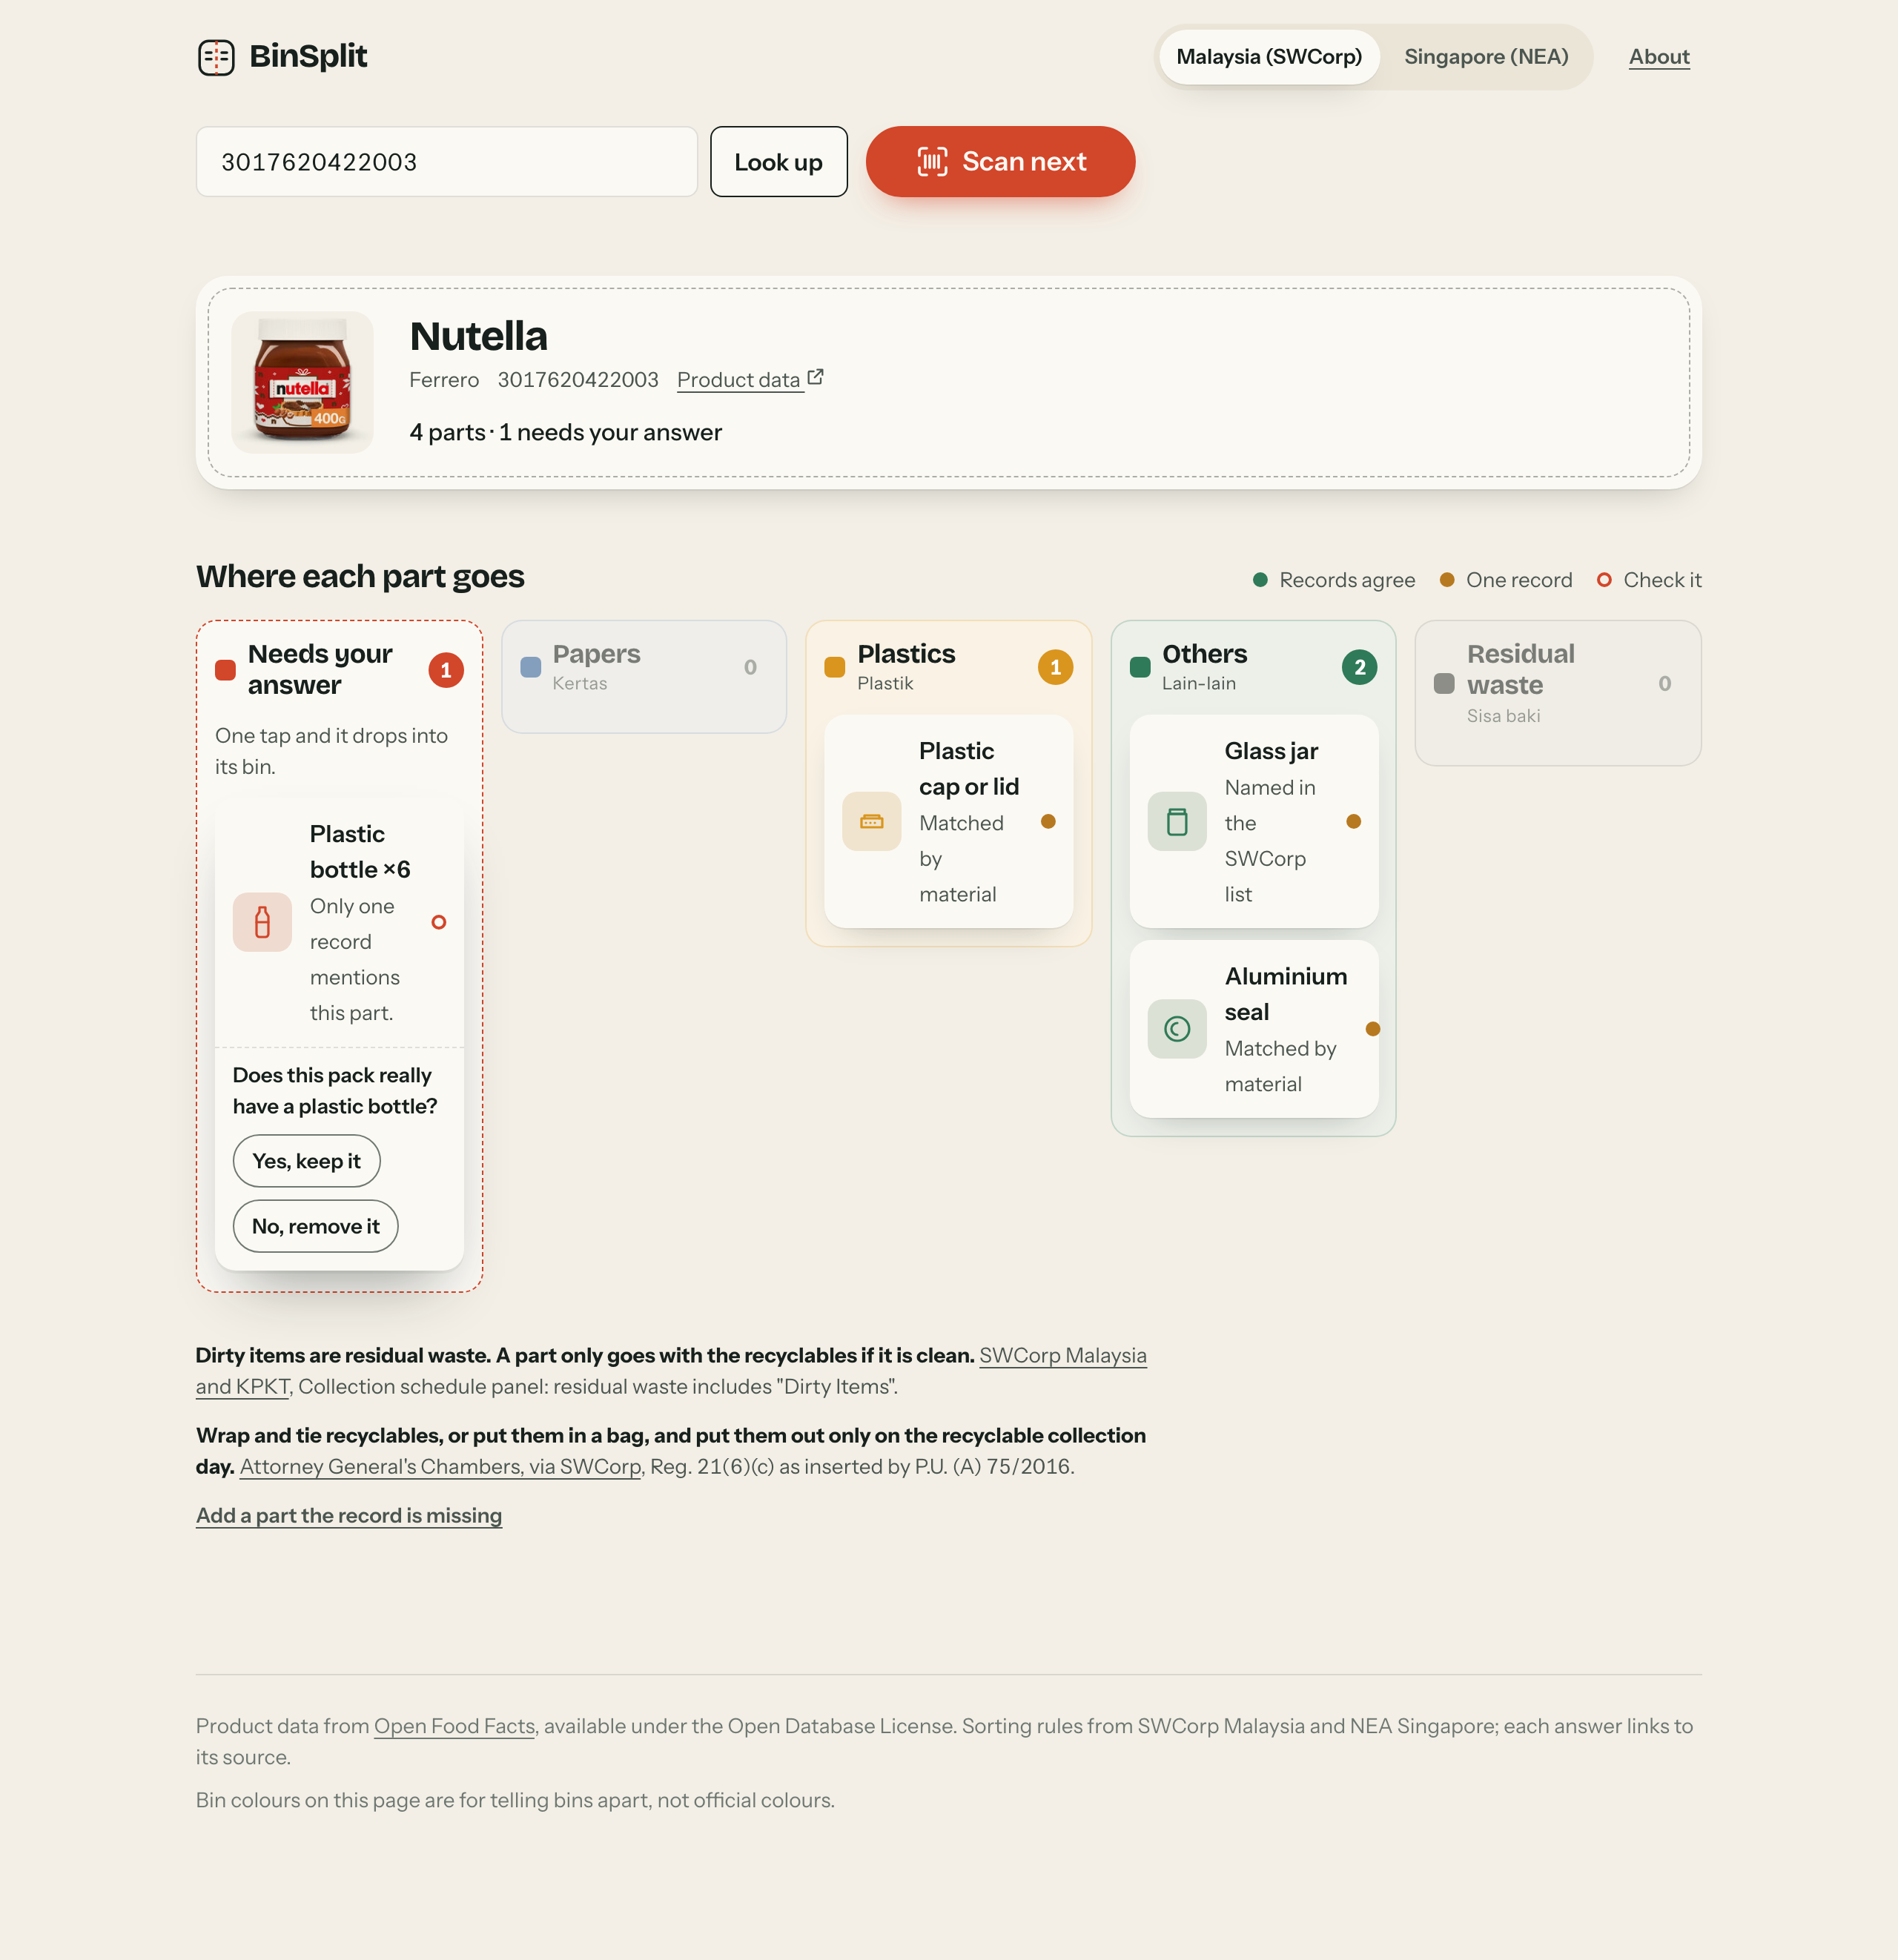 BinSplit
Malaysia (SWCorp)
Singapore (NEA)
About
3017620422003
Look up
Scan next
nutella
400G
Nutella
Ferrero 3017620422003 Product data
4 parts · 1 needs your answer
Where each part goes
Records agree
One record
Check it
Needs your
answer
1
One tap and it drops into
its bin.
Plastic
bottle ×6
Only one
record
mentions
this part.
Does this pack really
have a plastic bottle?
Yes, keep it
No, remove it
Papers
Kertas
0
Plastics
Plastik
1
Plastic
cap or lid
Matched
by
material
Others
Lain-lain
2
Glass jar
Named in
the
SWCorp
list
Aluminium
seal
Matched by
material
Residual
waste
Sisa baki
0
Dirty items are residual waste. A part only goes with the recyclables if it is clean. SWCorp Malaysia
and KPKT, Collection schedule panel: residual waste includes "Dirty Items".
Wrap and tie recyclables, or put them in a bag, and put them out only on the recyclable collection
day. Attorney General's Chambers, via SWCorp, Reg. 21(6)(c) as inserted by P.U. (A) 75/2016.
Add a part the record is missing
Product data from Open Food Facts, available under the Open Database License. Sorting rules from SWCorp Malaysia and NEA Singapore; each answer links to
its source.
Bin colours on this page are for telling bins apart, not official colours.